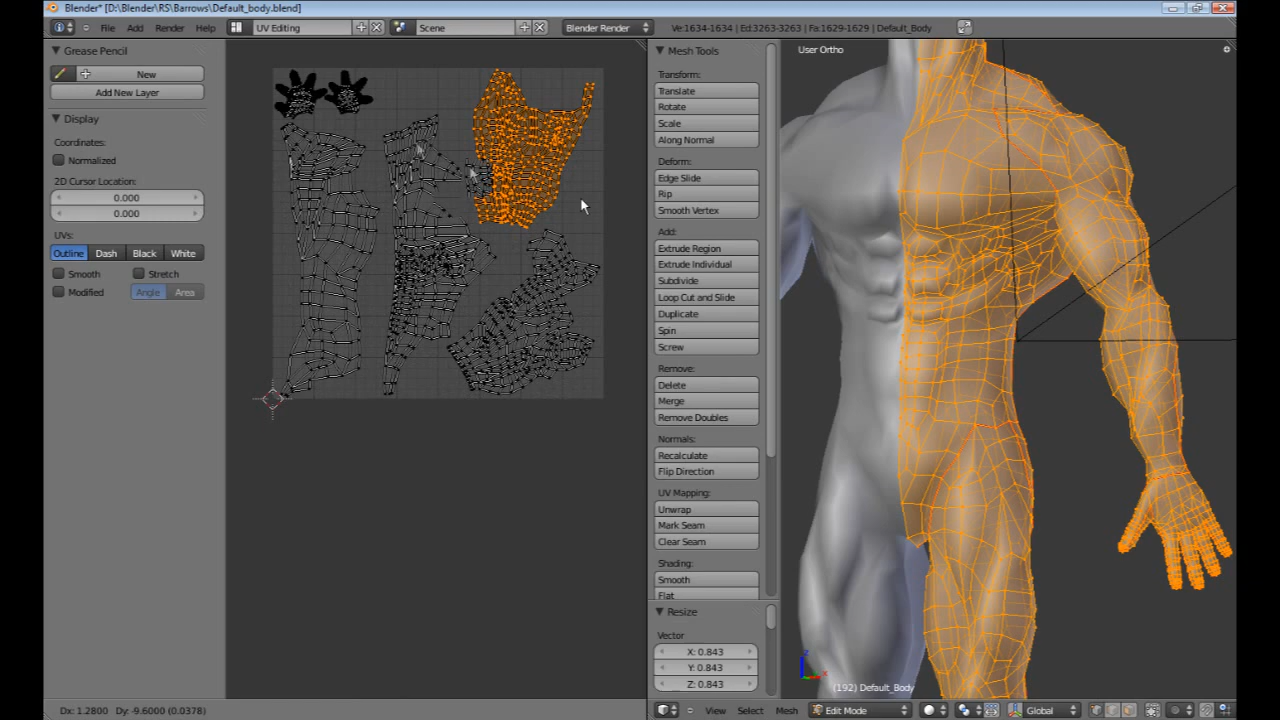 Blender* [D:\Blender\RS\Barrows\Default_body.blend]
File Add Render Help UV Editing Scene Blender Render Ve:1634-1634 | Ed:3263-3263 | Fa:1629-1629 | Default_Body
Grease Pencil
New
Add New Layer
Display
Coordinates:
Normalized
2D Cursor Location:
0.000
0.000
UVs:
Outline Dash Black White
Smooth Stretch
Modified Angle Area
Mesh Tools
Transform:
Translate
Rotate
Scale
Along Normal
Deform:
Edge Slide
Rip
Smooth Vertex
Add:
Extrude Region
Extrude Individual
Subdivide
Loop Cut and Slide
Duplicate
Spin
Screw
Remove:
Delete
Merge
Remove Doubles
Normals:
Recalculate
Flip Direction
UV Mapping:
Unwrap
Mark Seam
Clear Seam
Shading:
Smooth
Flat
Resize
Vector
X: 0.843
Y: 0.843
Z: 0.843
User Ortho
(192) Default_Body
Dx: 1.2800 Dy: -9.6000 (0.0378)
View Select Mesh Edit Mode Global